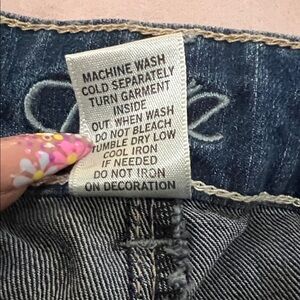 MACHINE WASH
COLD SEPARATELY
TURN GARMENT
INSIDE
OUT. WHEN WASH
DO NOT BLEACH
TUMBLE DRY LOW
COOL IRON
IF NEEDED
DO NOT IRON
ON DECORATION